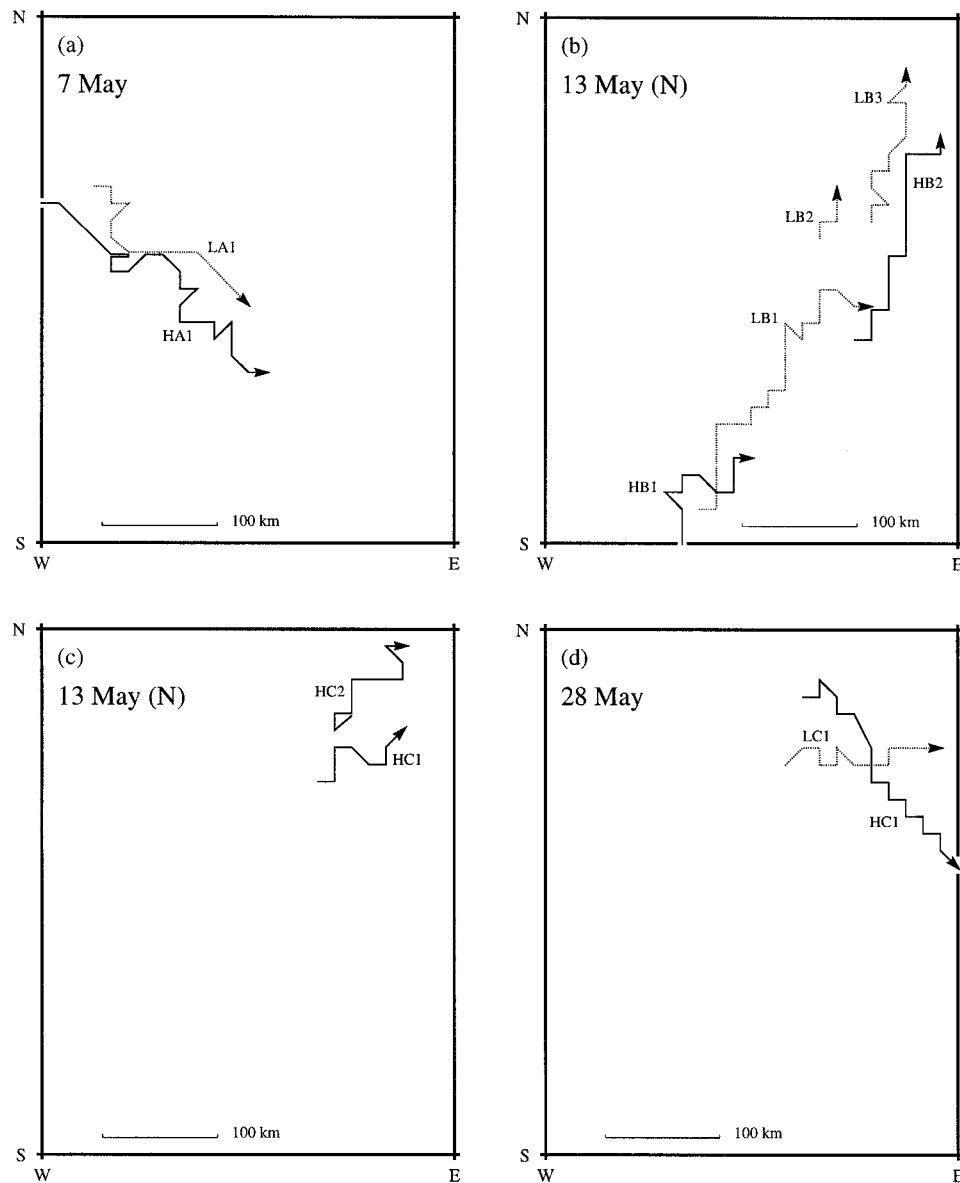 N
(a)
7 May
LA1
HA1
100 km
S
W
E
N
(b)
13 May (N)
LB3
HB2
LB2
LB1
HB1
100 km
S
W
E
N
(c)
13 May (N)
HC2
HC1
100 km
S
W
E
N
(d)
28 May
LC1
HC1
100 km
S
W
E